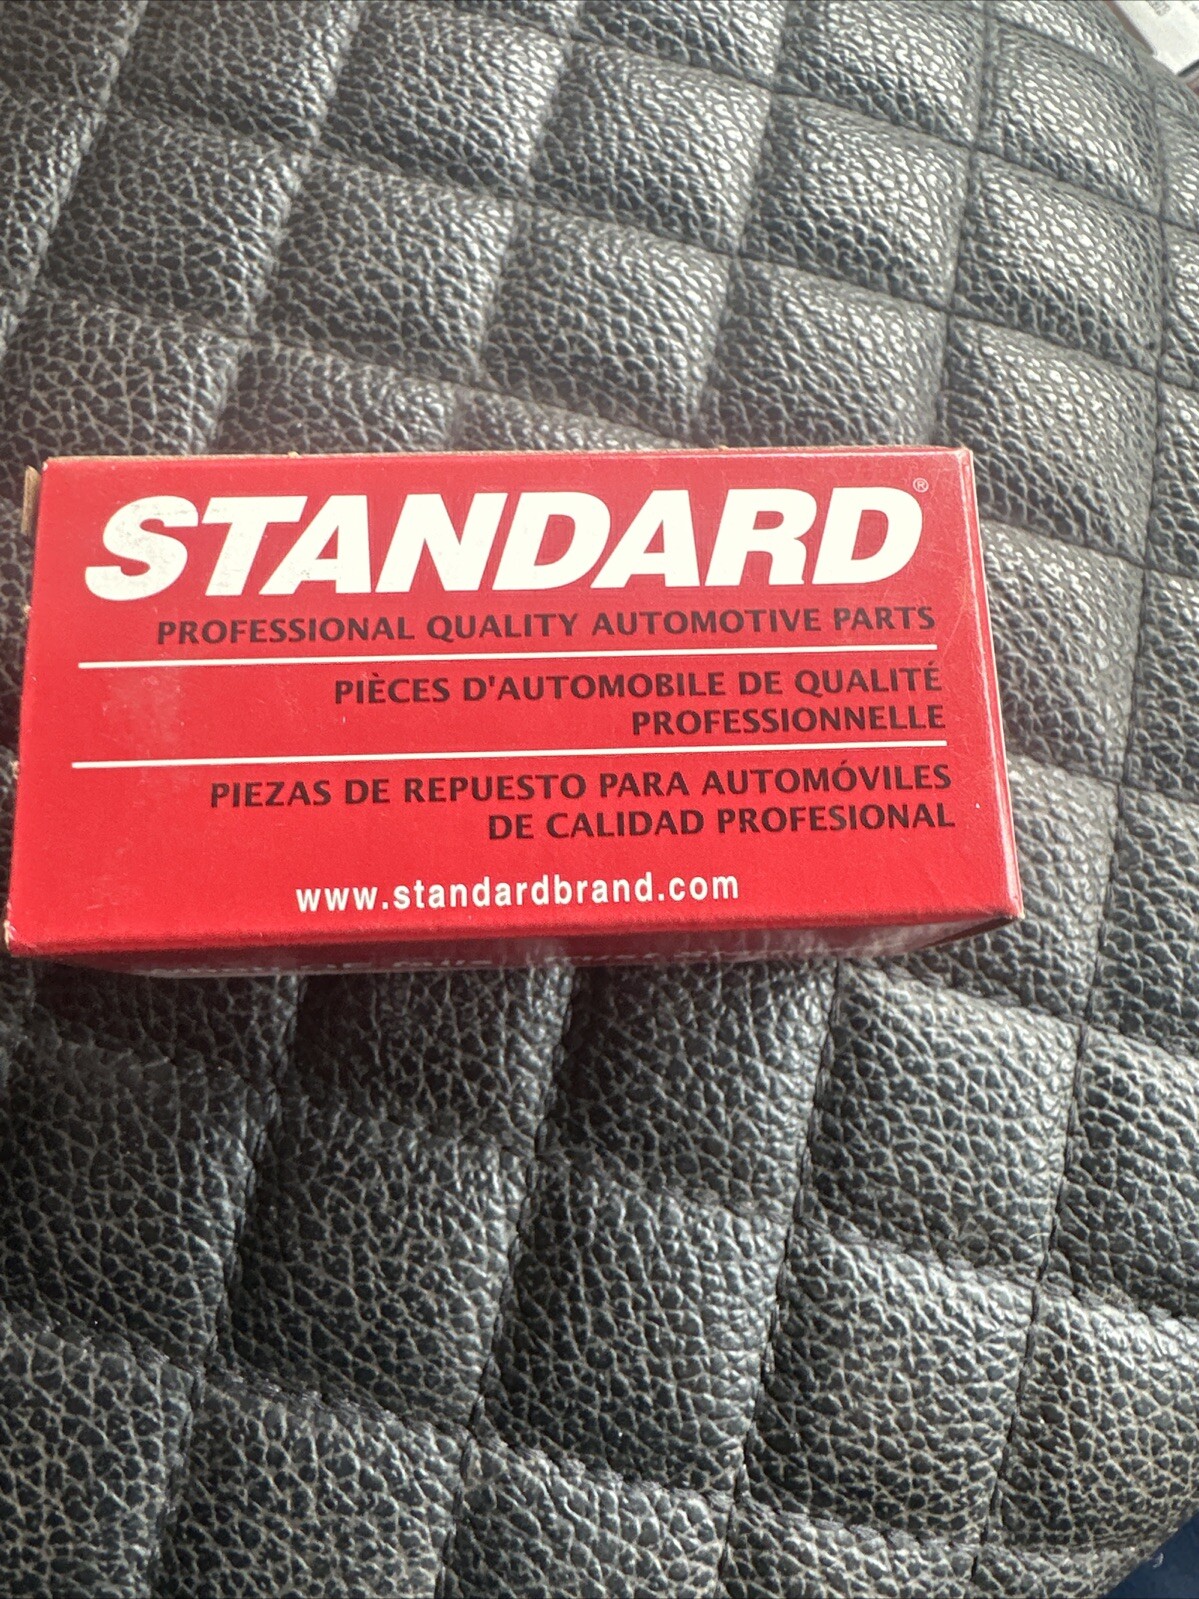 STANDARD®
PROFESSIONAL QUALITY AUTOMOTIVE PARTS
PIÈCES D'AUTOMOBILE DE QUALITÉ
PROFESSIONNELLE
PIEZAS DE REPUESTO PARA AUTOMÓVILES
DE CALIDAD PROFESIONAL
www.standardbrand.com